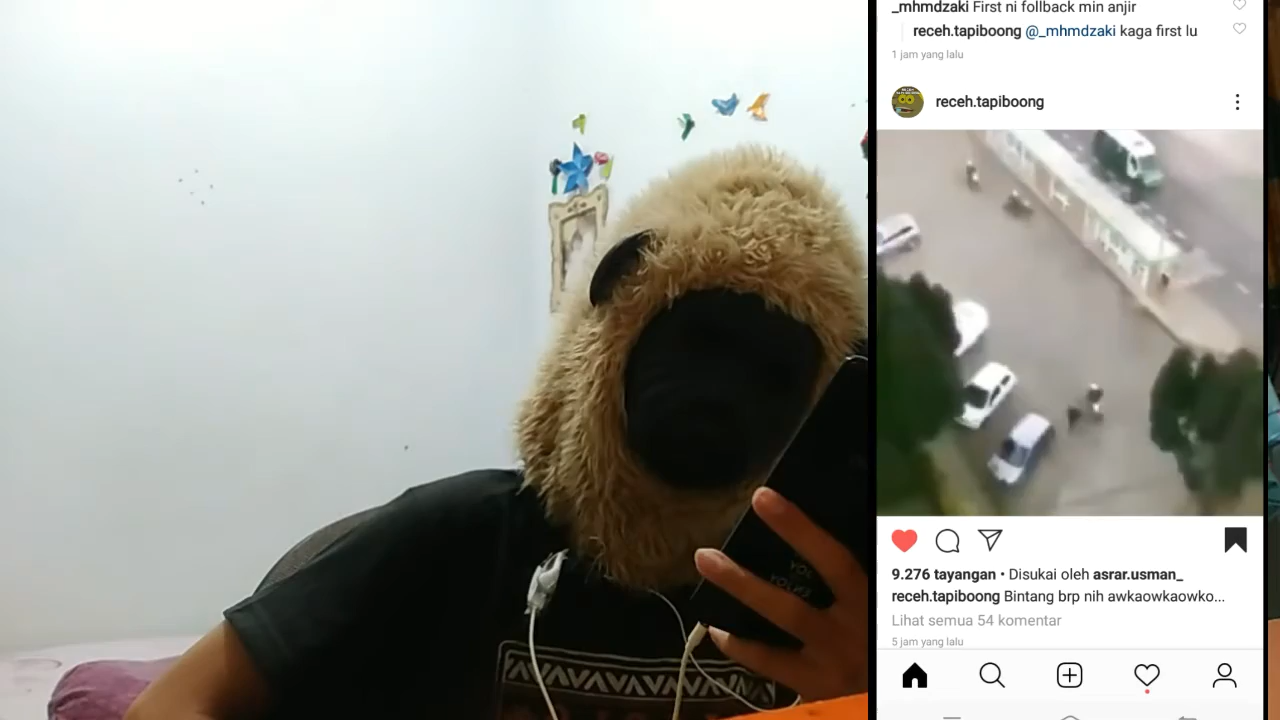 _mhmdzaki First ni follback min anjir
receh.tapiboong @_mhmdzaki kaga first lu
1 jam yang lalu
receh.tapiboong
9.276 tayangan • Disukai oleh asrar.usman_
receh.tapiboong Bintang brp nih awkaowkaowko...
Lihat semua 54 komentar
5 jam yang lalu